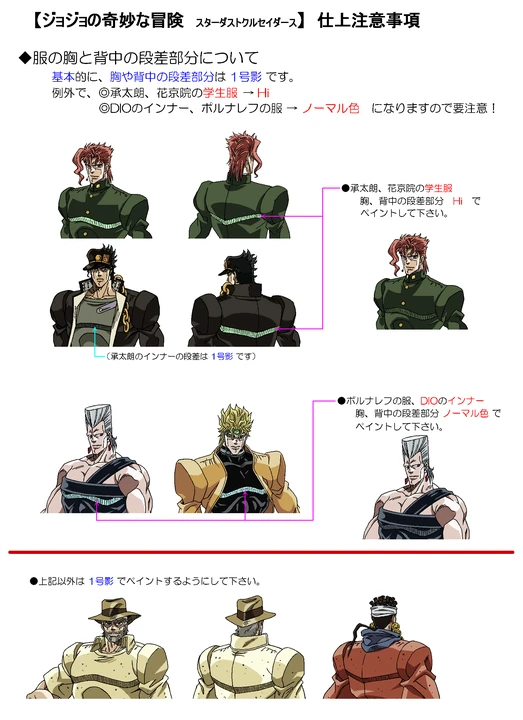 【ジョジョの奇妙な冒険 スターダストクルセイダース】 仕上注意事項
◆服の胸と背中の段差部分について
基本的に、胸や背中の段差部分は 1号影 です。
例外で、◎承太朗、花京院の学生服 → Hi
◎DIOのインナー、ポルナレフの服 → ノーマル色 になりますので要注意!
●承太朗、花京院の学生服
胸、背中の段差部分 Hi で
ペイントして下さい。
(承太朗のインナーの段差は 1号影 です)
●ポルナレフの服、DIOのインナー
胸、背中の段差部分 ノーマル色 で
ペイントして下さい。
●上記以外は 1号影 でペイントするようにして下さい。